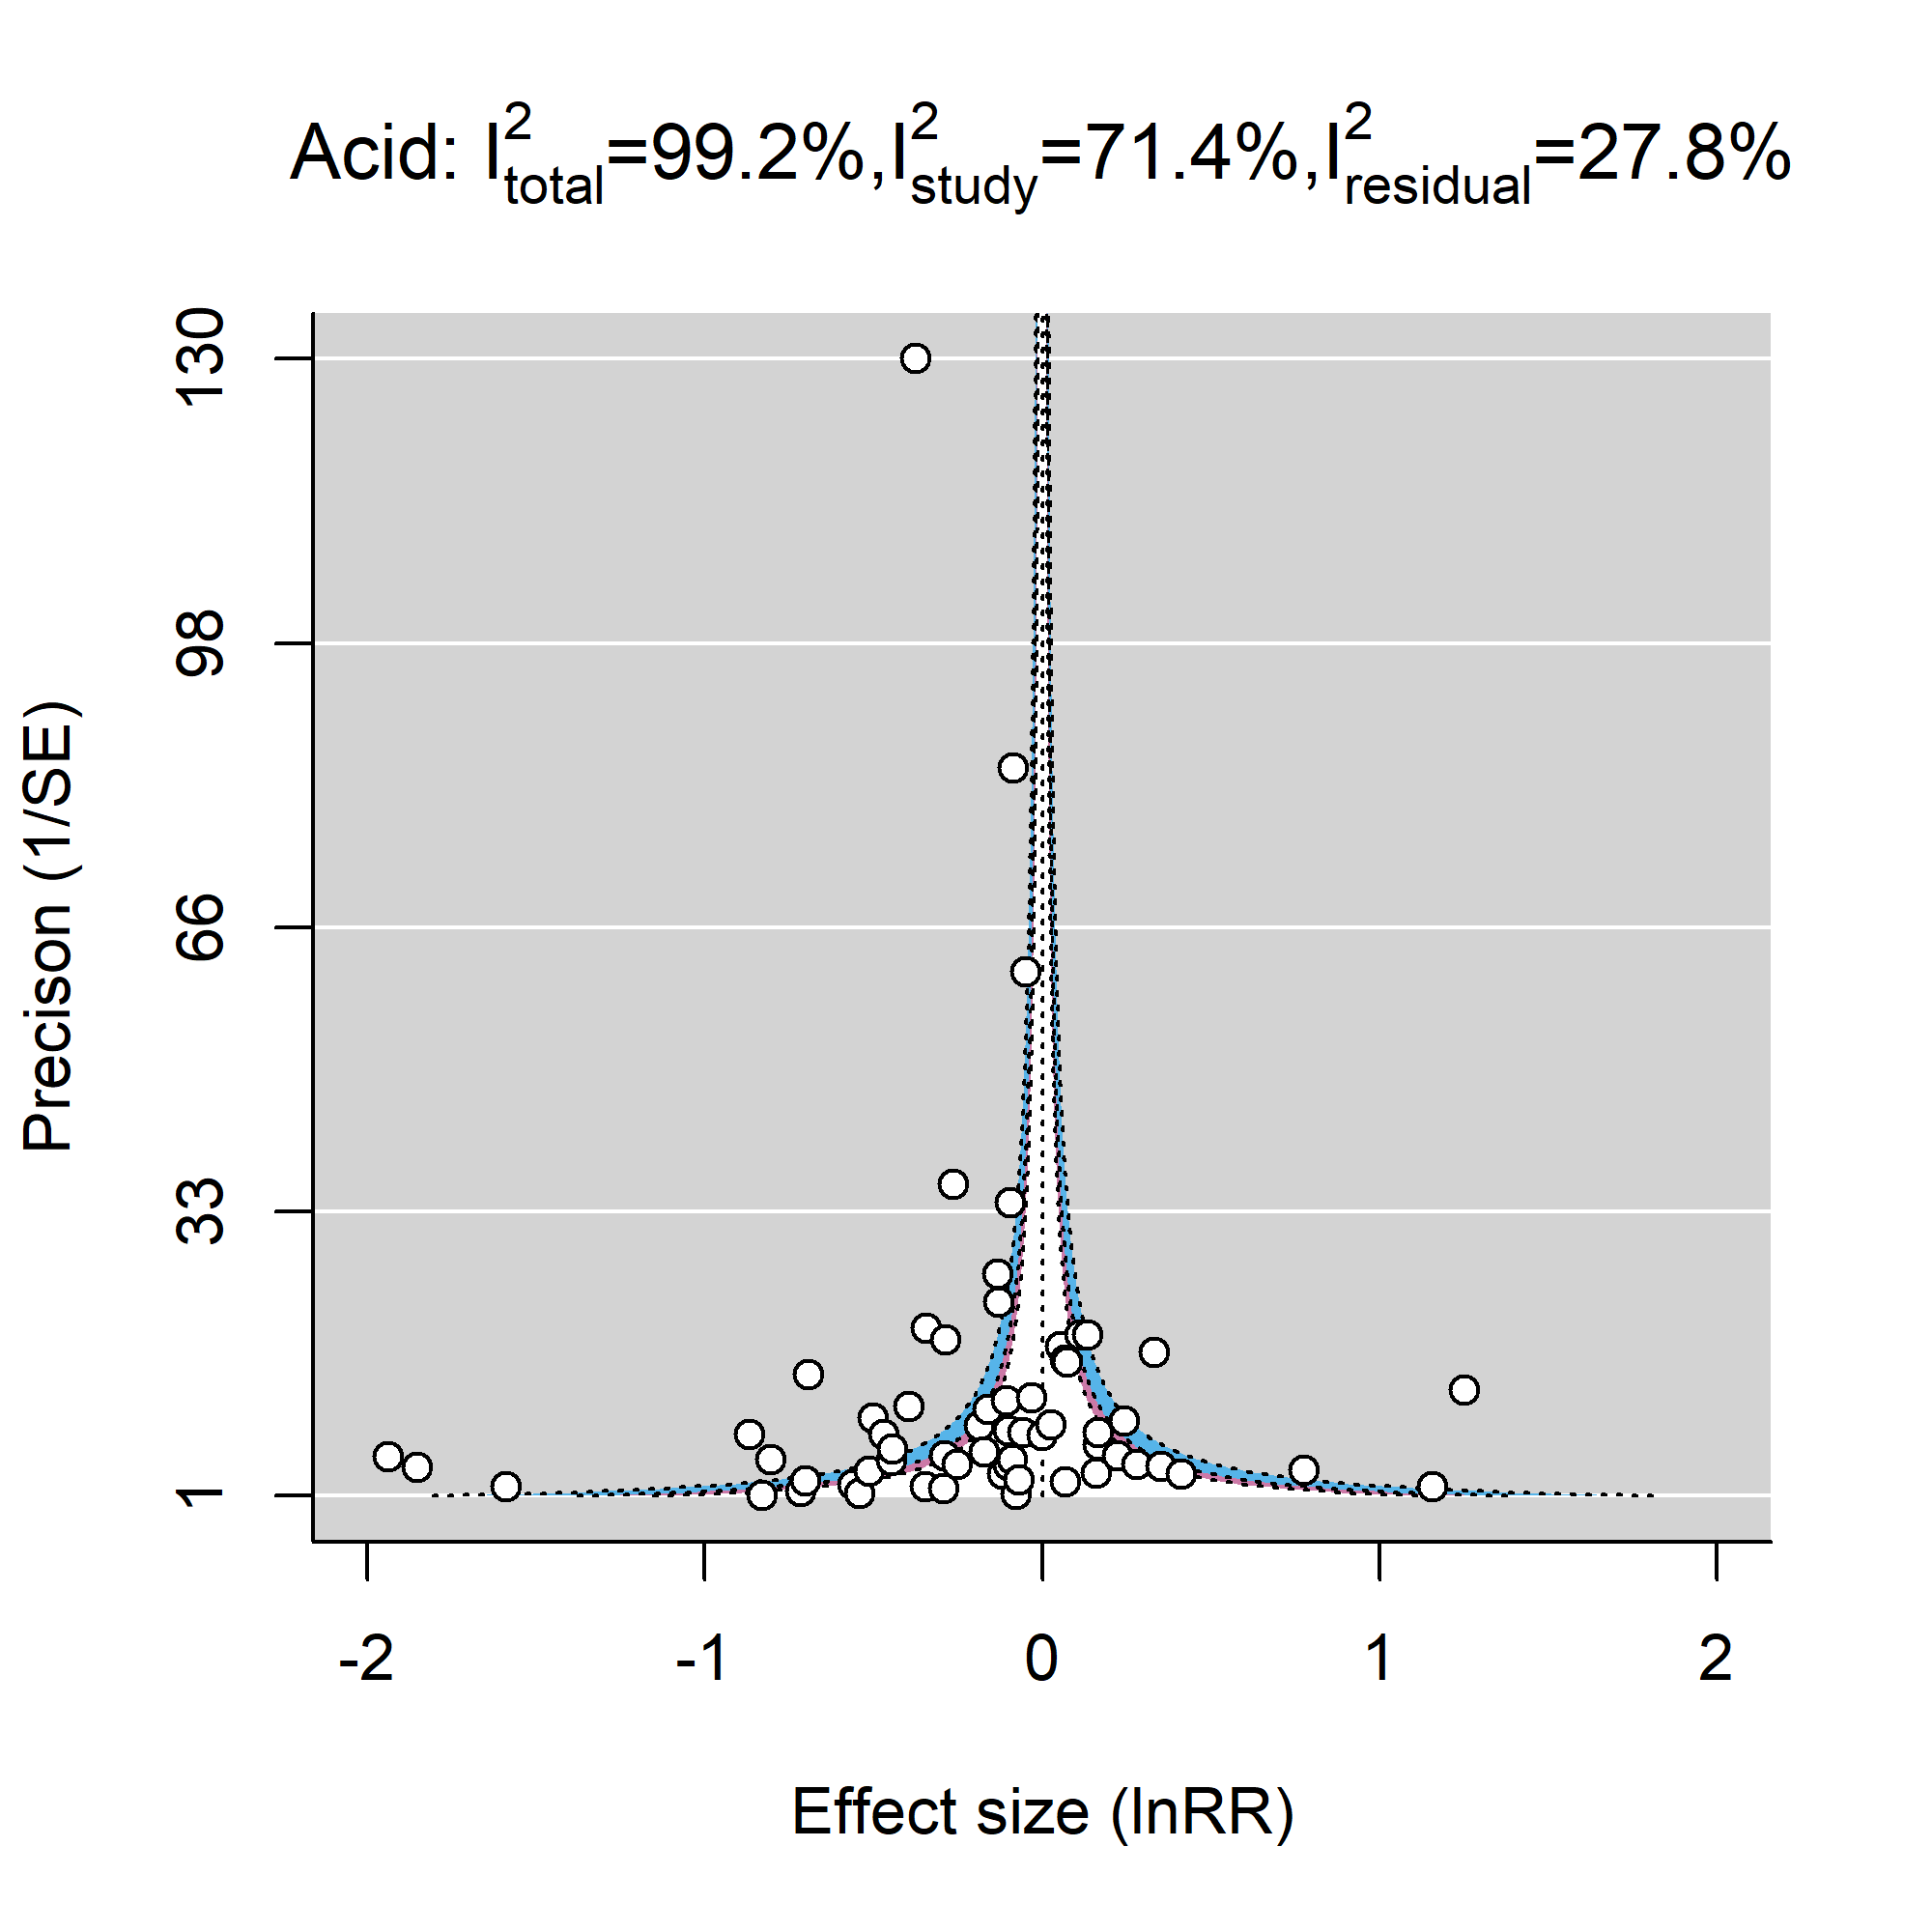 Acid: I²total=99.2%,I²study=71.4%,I²residual=27.8%
130
98
66
33
1
Precison (1/SE)
-2 -1 0 1 2
Effect size (lnRR)